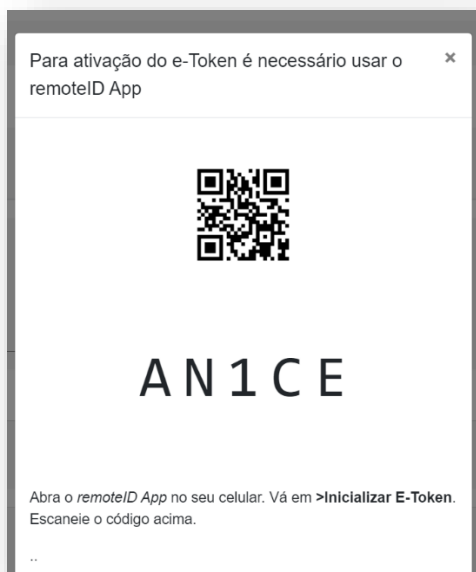 Para ativação do e-Token é necessário usar o
remoteID App
×
AN1CE
Abra o remoteID App no seu celular. Vá em >Inicializar E-Token.
Escaneie o código acima.
..